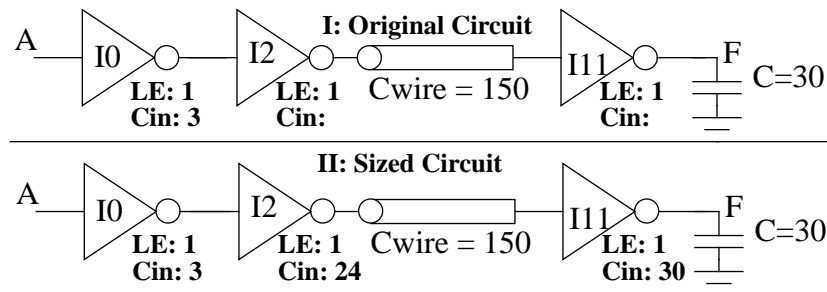 I: Original Circuit
A
I0
I2
I11
F
LE: 1
Cin: 3
LE: 1
Cin:
Cwire = 150
LE: 1
Cin:
C=30
II: Sized Circuit
A
I0
I2
I11
F
LE: 1
Cin: 3
LE: 1
Cin: 24
Cwire = 150
LE: 1
Cin: 30
C=30